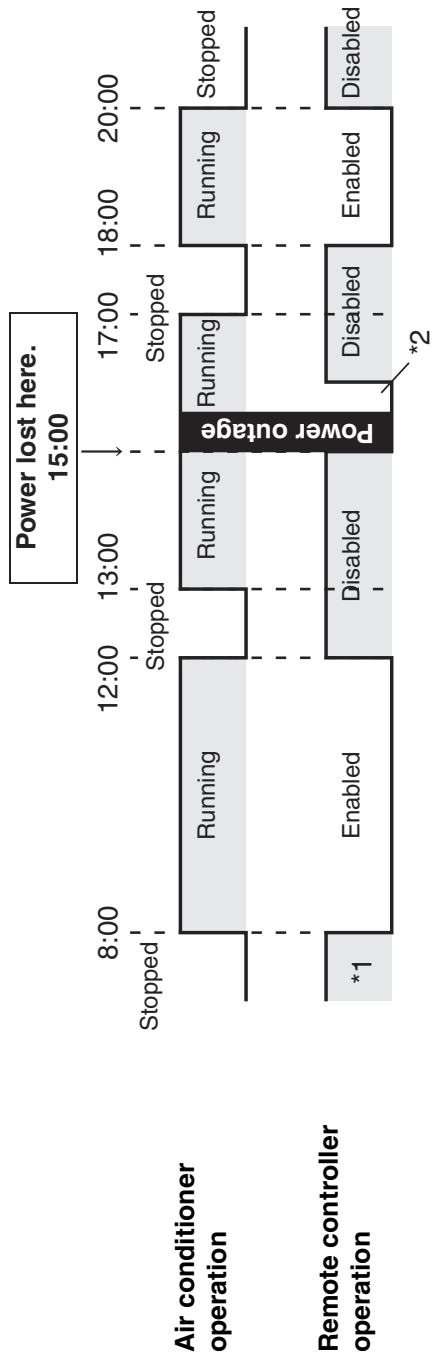 Power lost here.
15:00
8:00
12:00
13:00
17:00
18:00
20:00
Stopped
Stopped
Stopped
Stopped
Air conditioner
operation
Running
Running
Running
Running
Power outage
Remote controller
operation
*1
Enabled
Disabled
Disabled
Enabled
Disabled
*2